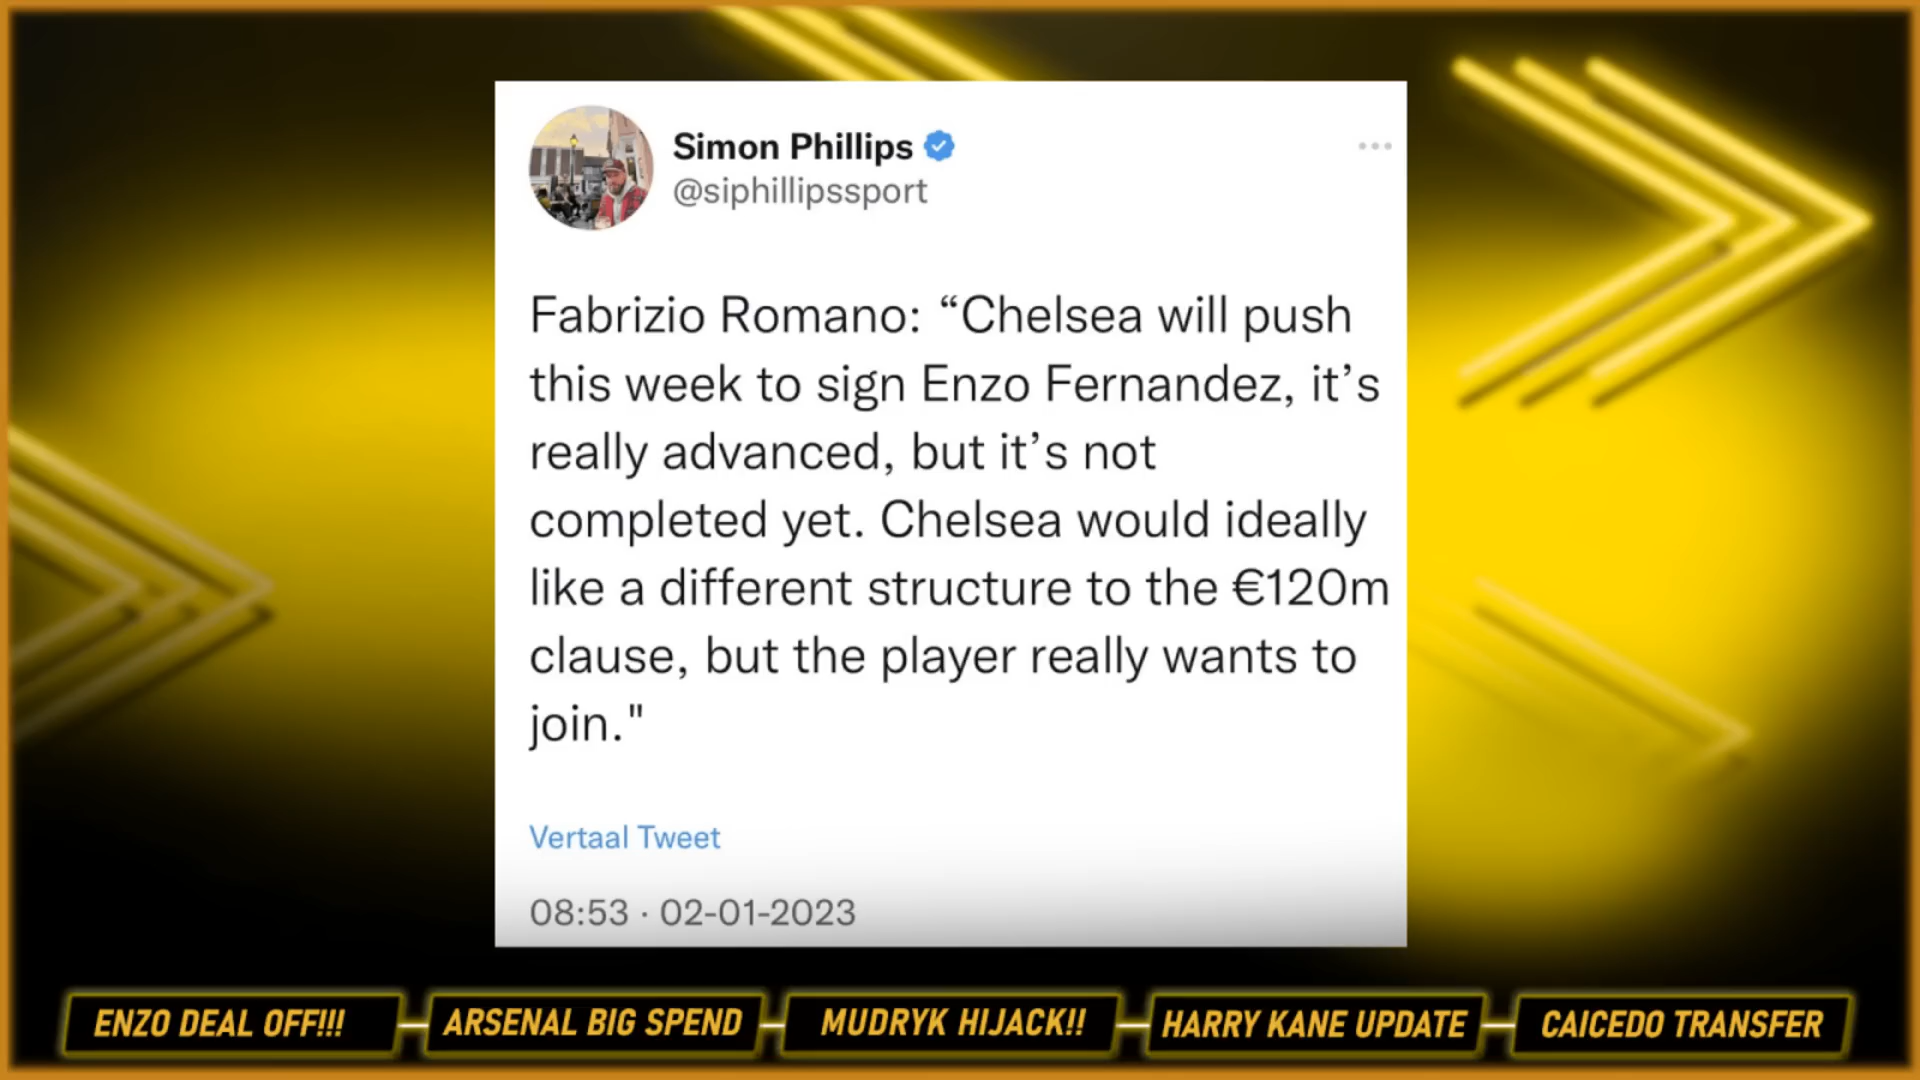 Simon Phillips
@siphillipssport
Fabrizio Romano: “Chelsea will push
this week to sign Enzo Fernandez, it’s
really advanced, but it’s not
completed yet. Chelsea would ideally
like a different structure to the €120m
clause, but the player really wants to
join."
Vertaal Tweet
08:53 · 02-01-2023
ENZO DEAL OFF!!!
ARSENAL BIG SPEND
MUDRYK HIJACK!!
HARRY KANE UPDATE
CAICEDO TRANSFER